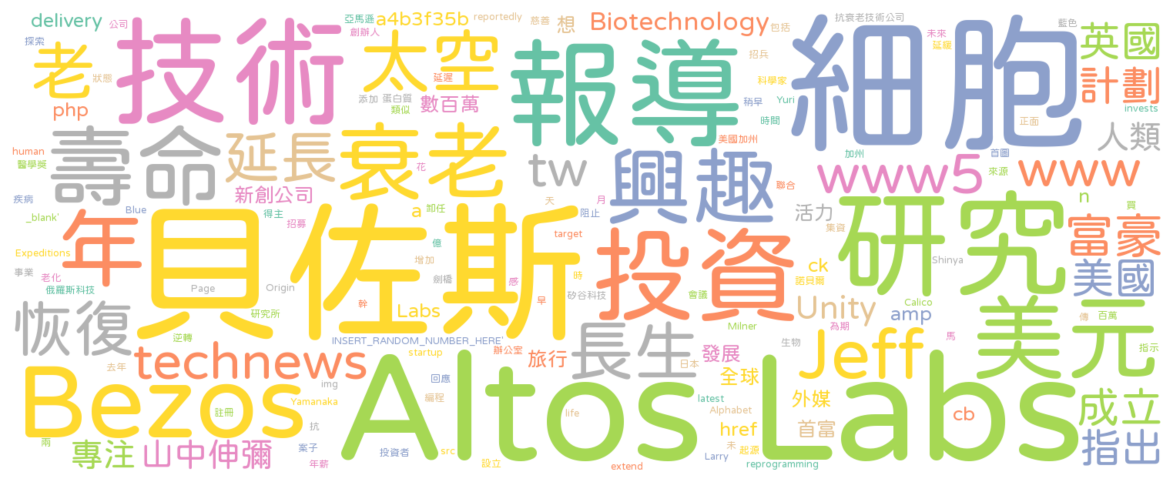 delivery
公司
亞馬遜
創辦人
a4b3f35b
reportedly
慈善
想
Biotechnology
包括
抗衰老技術公司
藍色
未來
延緩
英國
探索
老
狀態
技術
太空
延遲
報導
招兵
科學家
細胞
計劃
php
添加
蛋白質
類似
數百萬
稍早
Yuri
時間
invests
正面
human
醫學獎
壽命
延長
衰老
花
tw
美國加州
興趣
加州
首圖
www5
來源
www
人類
疾病
新創公司
聯合
n
買
_blank'
Blue
得主
招募
a
如任
天
月
阻止
活力
集資
研究
富豪
Expeditions
年
貝佐斯
億
增加
感
target
投資
事業
老化
俄羅斯科技
Page
Origin
劍橋
時
矽谷科技
ck
Shinya
美國
恢復
研究所
幹
Labs
早
會議
諾貝爾
Unity
Calico
amp
美元
傳
百萬
逆轉
INSERT_RANDOM_NUMBER_HERE'
長生
Milner
為期
馬
指示
technews
startup
辦公室
旅行
發展
生物
Jeff
去年
img
回應
日本
全球
Bezos
Altos Labs
Yamanaka
編程
life
latest
外媒
成立
註冊
抗
Alphabet
cb
兩
專注
山中伸彌
案子
src
href
首富
指出
年薪
投資者
設立
extend
未
Larry
起源
reprogramming